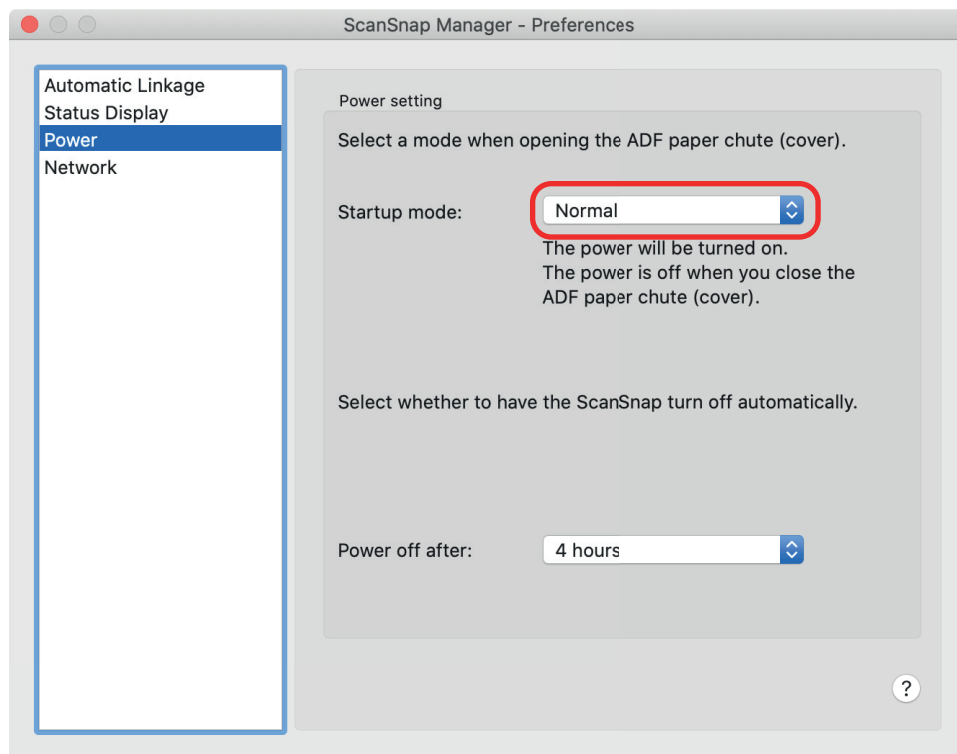 ScanSnap Manager - Preferences
Automatic Linkage
Status Display
Power
Network
Power setting
Select a mode when opening the ADF paper chute (cover).
Startup mode:
Normal
The power will be turned on.
The power is off when you close the
ADF paper chute (cover).
Select whether to have the ScanSnap turn off automatically.
Power off after:
4 hours
?